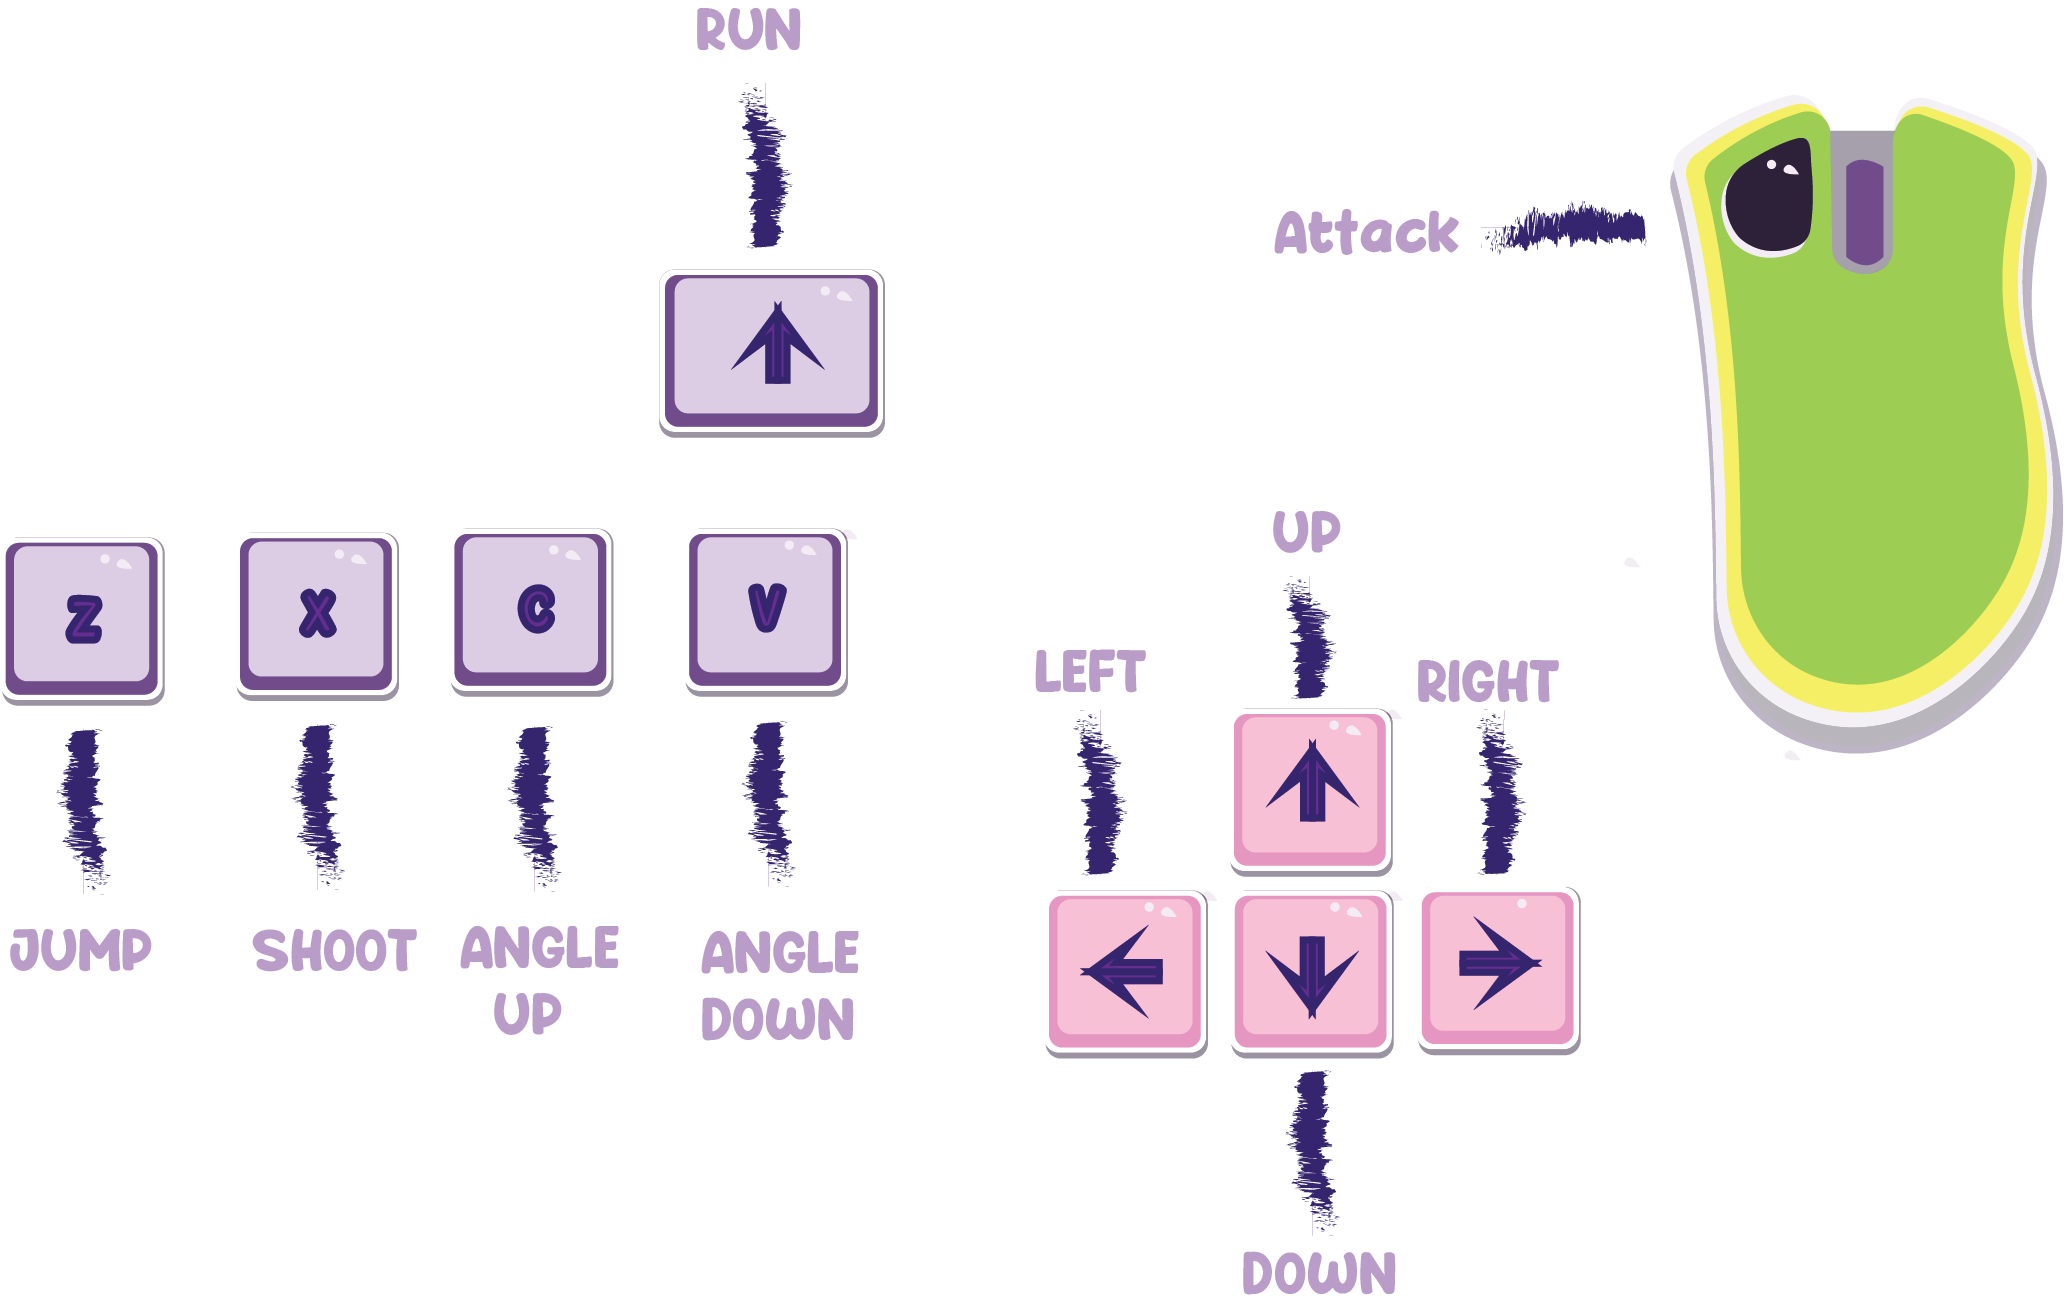 RUN
Attack
Z
X
C
V
JUMP
SHOOT
ANGLE
UP
ANGLE
DOWN
UP
LEFT
RIGHT
DOWN